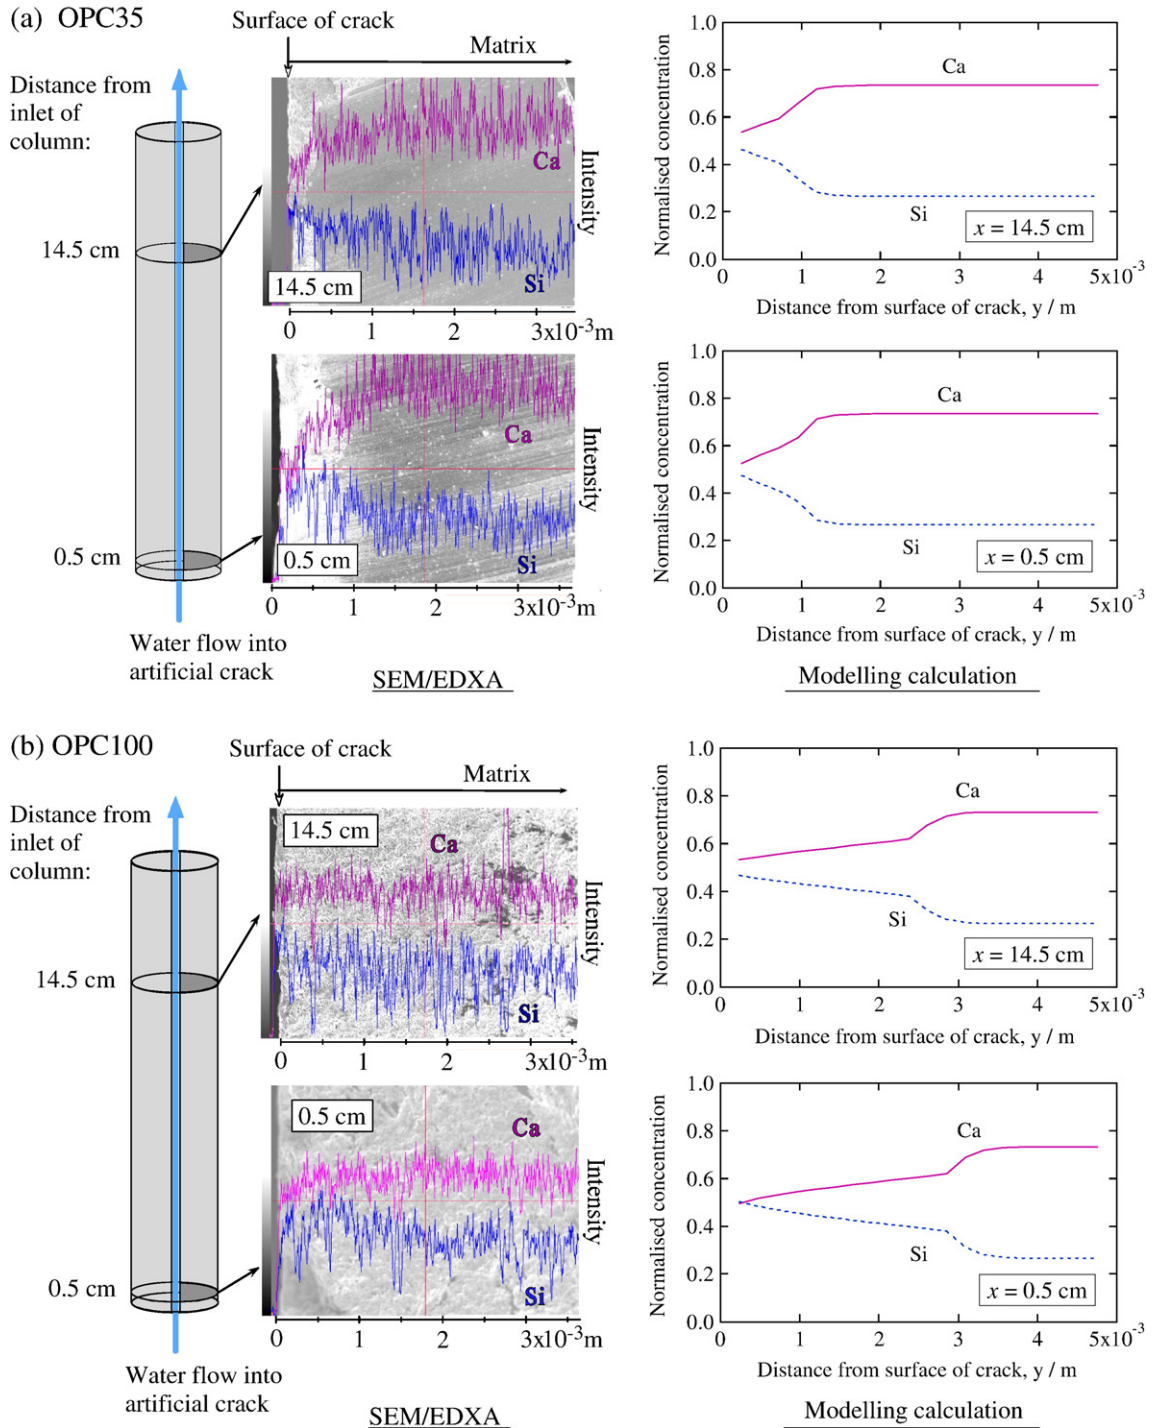 (a) OPC35
Surface of crack
Matrix
Distance from
inlet of
column:
14.5 cm
0.5 cm
Water flow into
artificial crack
Ca
Si
14.5 cm
Intensity
0 1 2 3x10⁻³m
Ca
Si
0.5 cm
Intensity
0 1 2 3x10⁻³m
SEM/EDXA
1.0
0.8
0.6
0.4
0.2
0.0
Normalised concentration
Ca
Si
x = 14.5 cm
0 1 2 3 4 5x10⁻³
Distance from surface of crack, y / m
1.0
0.8
0.6
0.4
0.2
0.0
Normalised concentration
Ca
Si
x = 0.5 cm
0 1 2 3 4 5x10⁻³
Distance from surface of crack, y / m
Modelling calculation
(b) OPC100
Surface of crack
Matrix
Distance from
inlet of
column:
14.5 cm
0.5 cm
Water flow into
artificial crack
14.5 cm
Ca
Si
Intensity
0 1 2 3x10⁻³m
0.5 cm
Ca
Si
Intensity
0 1 2 3x10⁻³m
SEM/EDXA
1.0
0.8
0.6
0.4
0.2
0.0
Normalised concentration
Ca
Si
x = 14.5 cm
0 1 2 3 4 5x10⁻³
Distance from surface of crack, y / m
1.0
0.8
0.6
0.4
0.2
0.0
Normalised concentration
Ca
Si
x = 0.5 cm
0 1 2 3 4 5x10⁻³
Distance from surface of crack, y / m
Modelling calculation